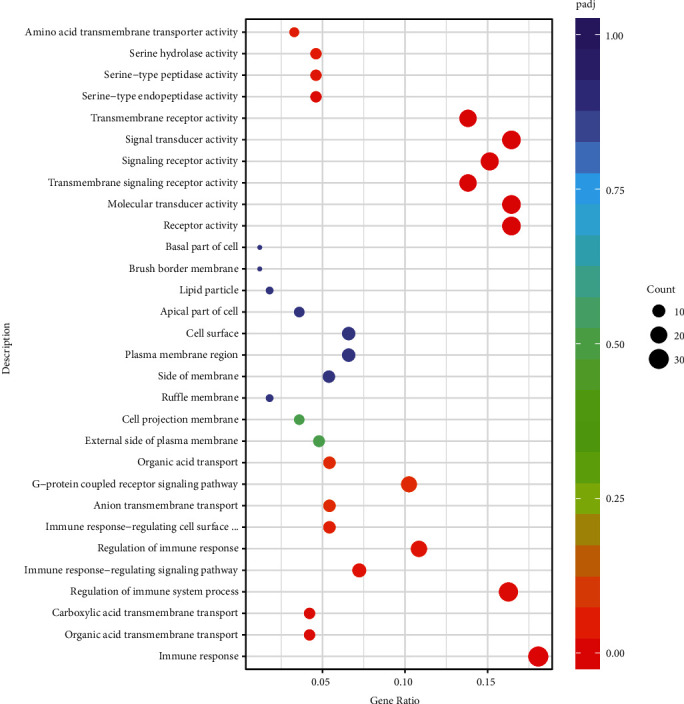 padj
Amino acid transmembrane transporter activity
Serine hydrolase activity
Serine−type peptidase activity
Serine−type endopeptidase activity
Transmembrane receptor activity
Signal transducer activity
Signaling receptor activity
Transmembrane signaling receptor activity
Molecular transducer activity
Receptor activity
Basal part of cell
Brush border membrane
Lipid particle
Apical part of cell
Cell surface
Plasma membrane region
Side of membrane
Ruffle membrane
Cell projection membrane
External side of plasma membrane
Organic acid transport
G−protein coupled receptor signaling pathway
Anion transmembrane transport
Immune response−regulating cell surface ...
Regulation of immune response
Immune response−regulating signaling pathway
Regulation of immune system process
Carboxylic acid transmembrane transport
Organic acid transmembrane transport
Immune response
Description
0.05
0.10
0.15
Gene Ratio
1.00
0.75
0.50
0.25
0.00
Count
10
20
30